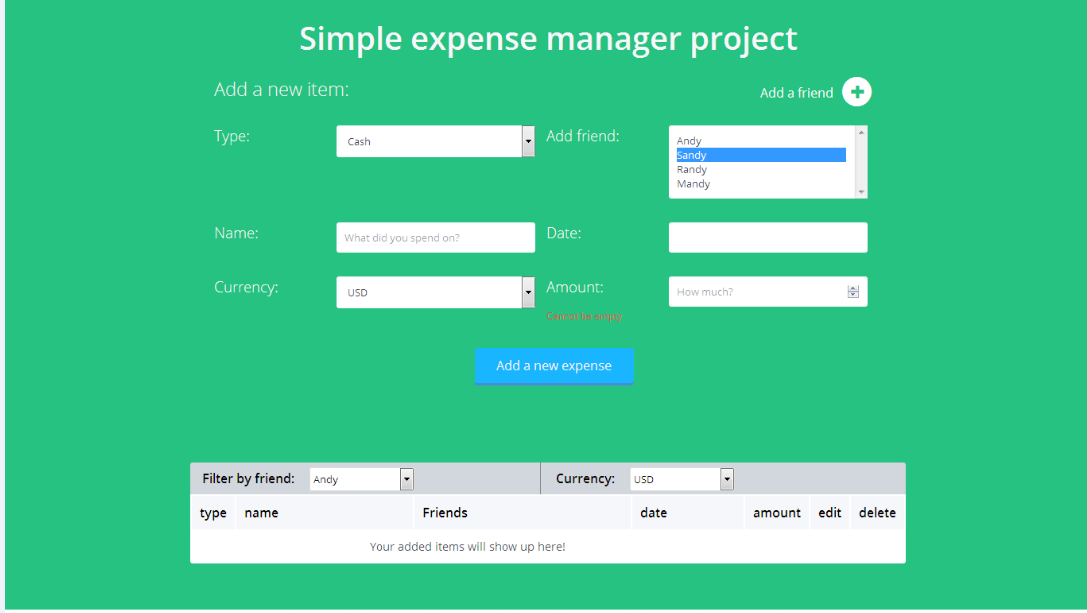 Simple expense manager project
Add a new item:
Add a friend
Type:
Cash
Add friend:
Andy
Sandy
Randy
Mandy
Name:
What did you spend on?
Date:
Currency:
USD
Amount:
How much?
Cannot be empty
Add a new expense
Filter by friend:
Andy
Currency:
USD
type name Friends date amount edit delete
Your added items will show up here!